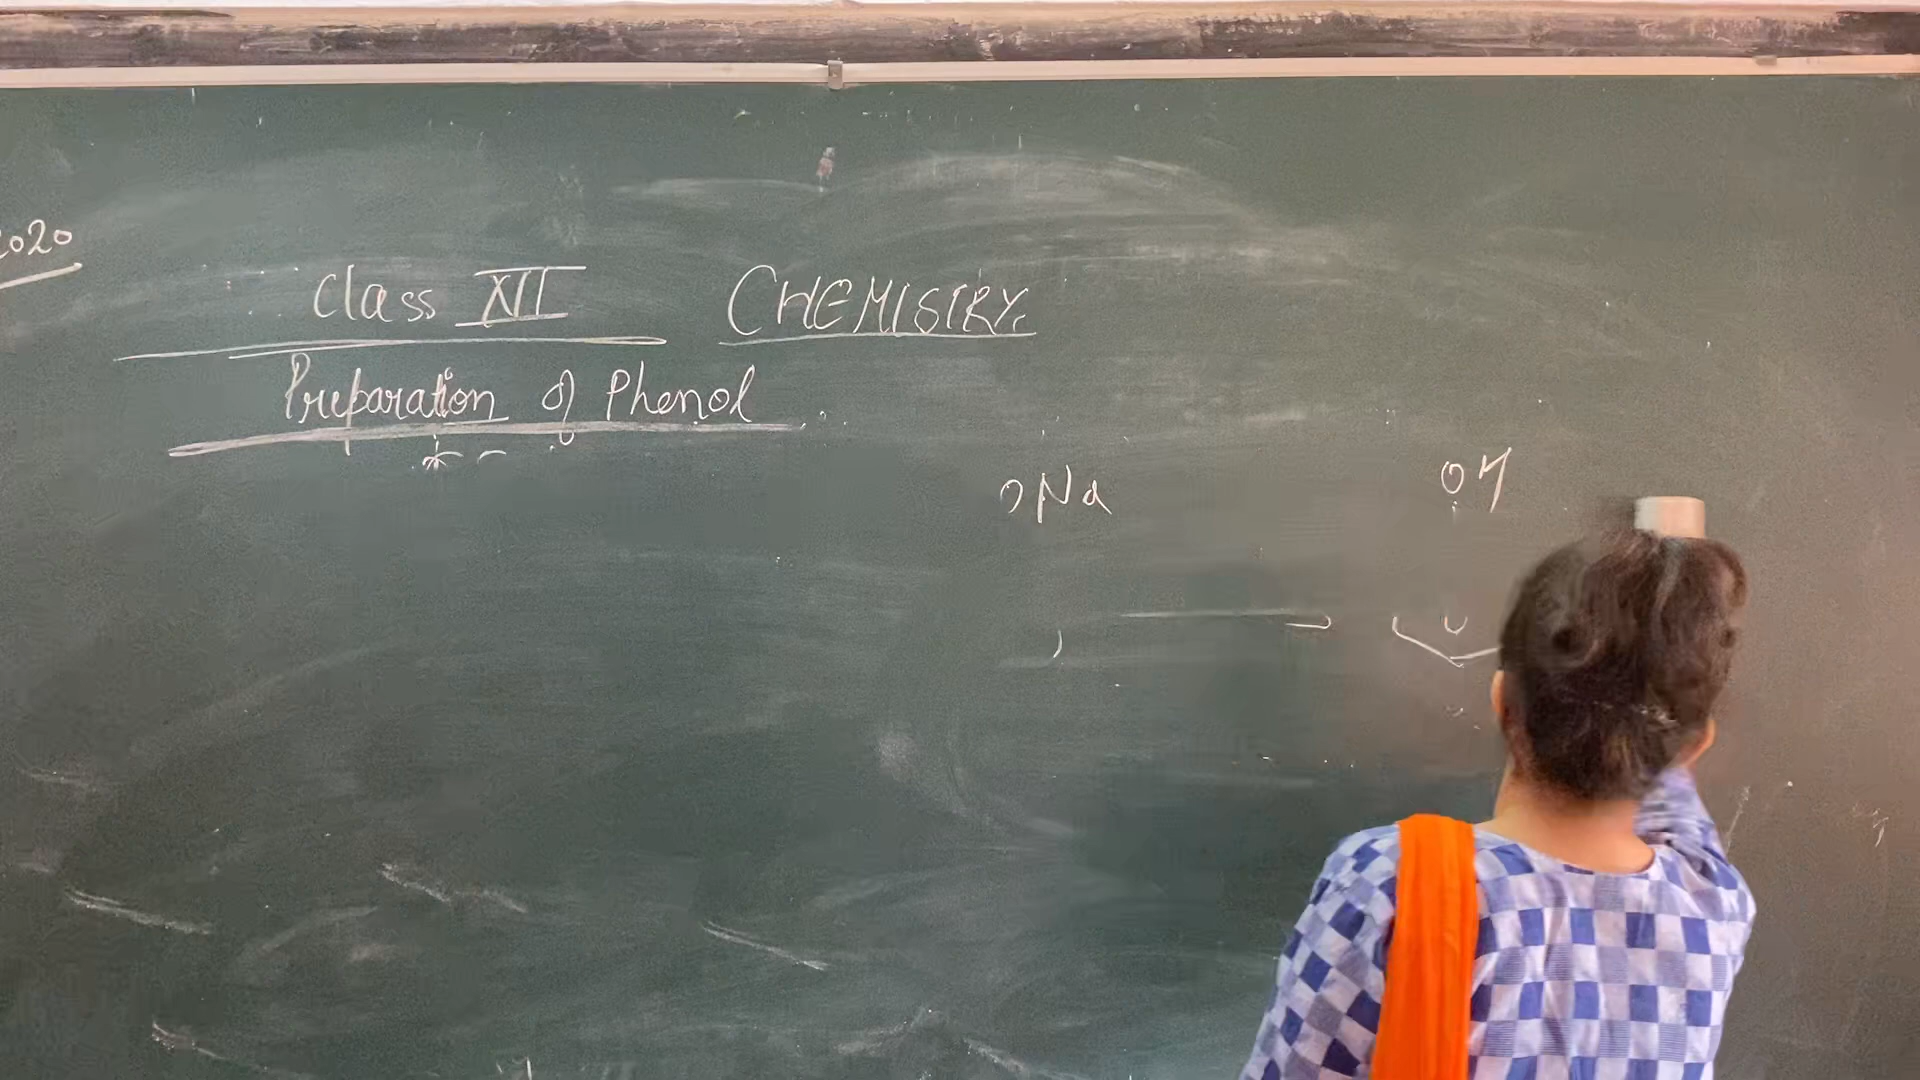 2020
Class XII CHEMISTRY
Preparation of Phenol
ONa OH